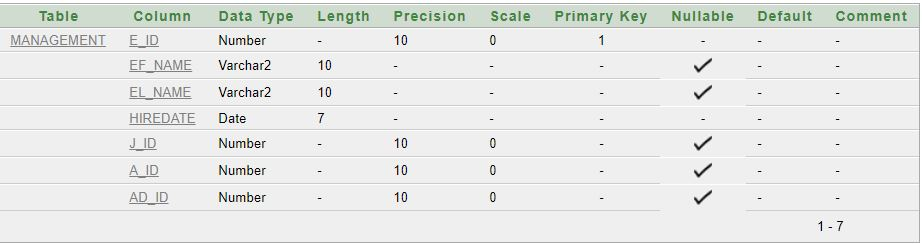 Table Column Data Type Length Precision Scale Primary Key Nullable Default Comment
MANAGEMENT E_ID Number - 10 0 1 - - -
EF_NAME Varchar2 10 - - - - -
EL_NAME Varchar2 10 - - - - -
HIREDATE Date 7 - - - - - -
J_ID Number - 10 0 - - -
A_ID Number - 10 0 - - -
AD_ID Number - 10 0 - - -
1 - 7